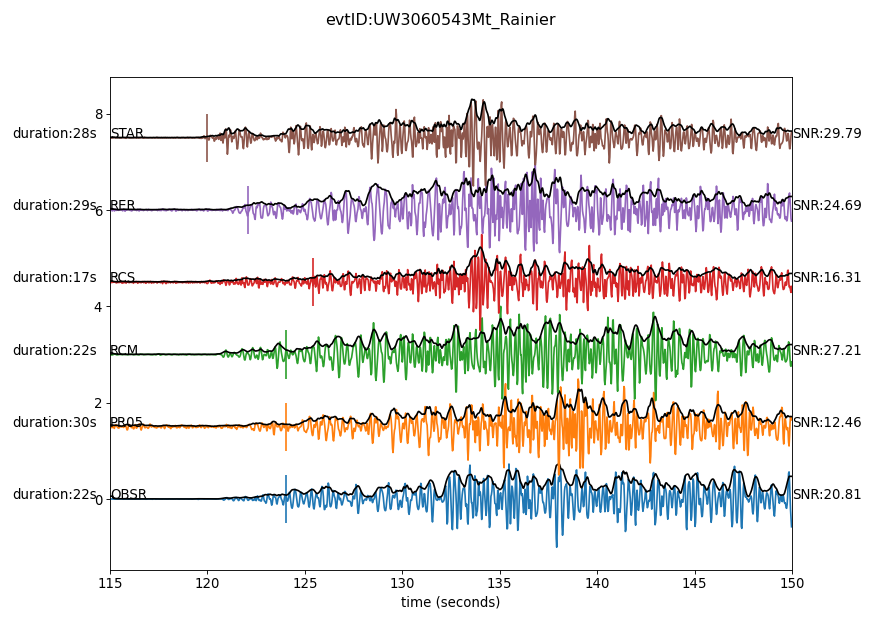 evtID:UW3060543Mt_Rainier
8
duration:28s STAR SNR:29.79
duration:29s RER SNR:24.69
6
duration:17s RCS SNR:16.31
4
duration:22s RCM SNR:27.21
2
duration:30s PR05 SNR:12.46
duration:22s OBSR SNR:20.81
0
115 120 125 130 135 140 145 150
time (seconds)